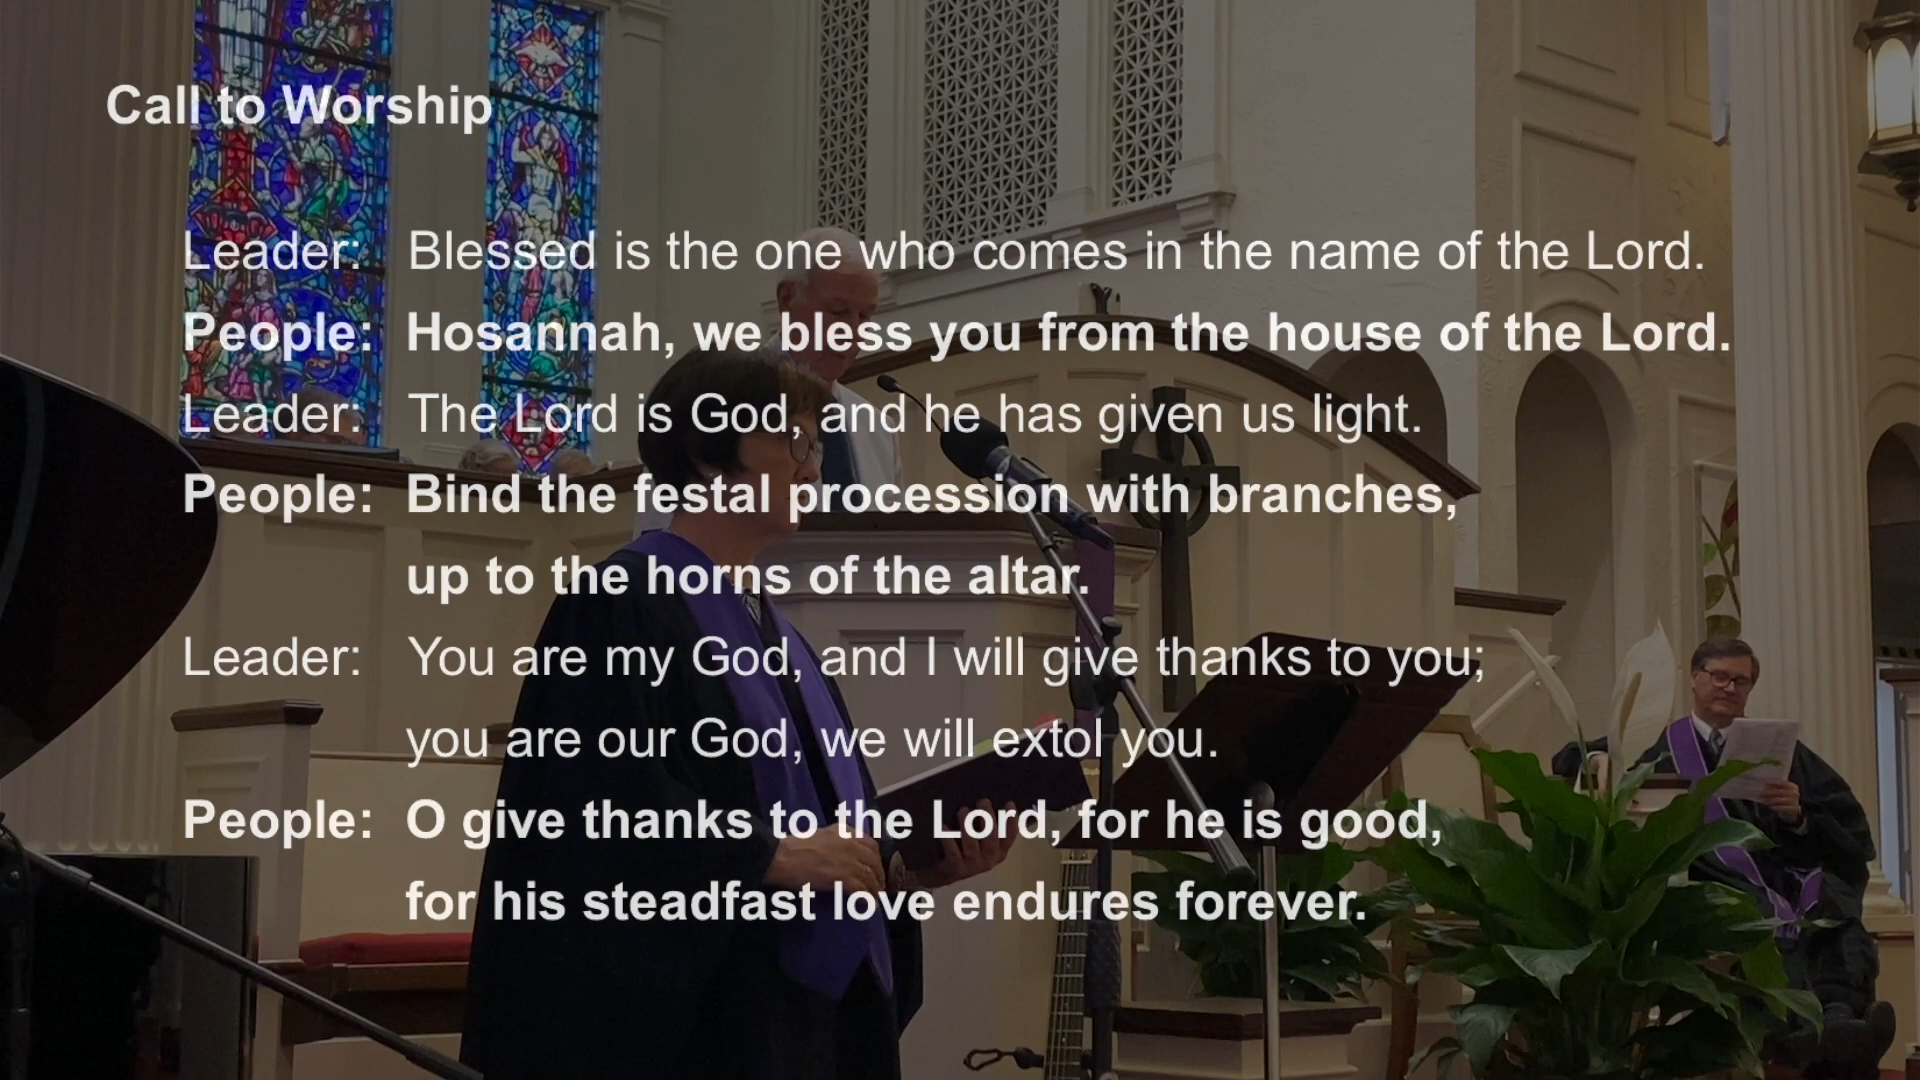 Call to Worship
Leader: Blessed is the one who comes in the name of the Lord.
People: Hosannah, we bless you from the house of the Lord.
Leader: The Lord is God, and he has given us light.
People: Bind the festal procession with branches,
up to the horns of the altar.
Leader: You are my God, and I will give thanks to you;
you are our God, we will extol you.
People: O give thanks to the Lord, for he is good,
for his steadfast love endures forever.